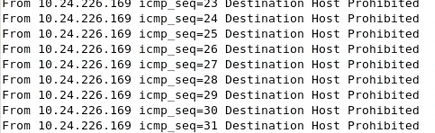 From 10.24.226.169 icmp_seq=23 Destination Host Prohibited
From 10.24.226.169 icmp_seq=24 Destination Host Prohibited
From 10.24.226.169 icmp_seq=25 Destination Host Prohibited
From 10.24.226.169 icmp_seq=26 Destination Host Prohibited
From 10.24.226.169 icmp_seq=27 Destination Host Prohibited
From 10.24.226.169 icmp_seq=28 Destination Host Prohibited
From 10.24.226.169 icmp_seq=29 Destination Host Prohibited
From 10.24.226.169 icmp_seq=30 Destination Host Prohibited
From 10.24.226.169 icmp_seq=31 Destination Host Prohibited